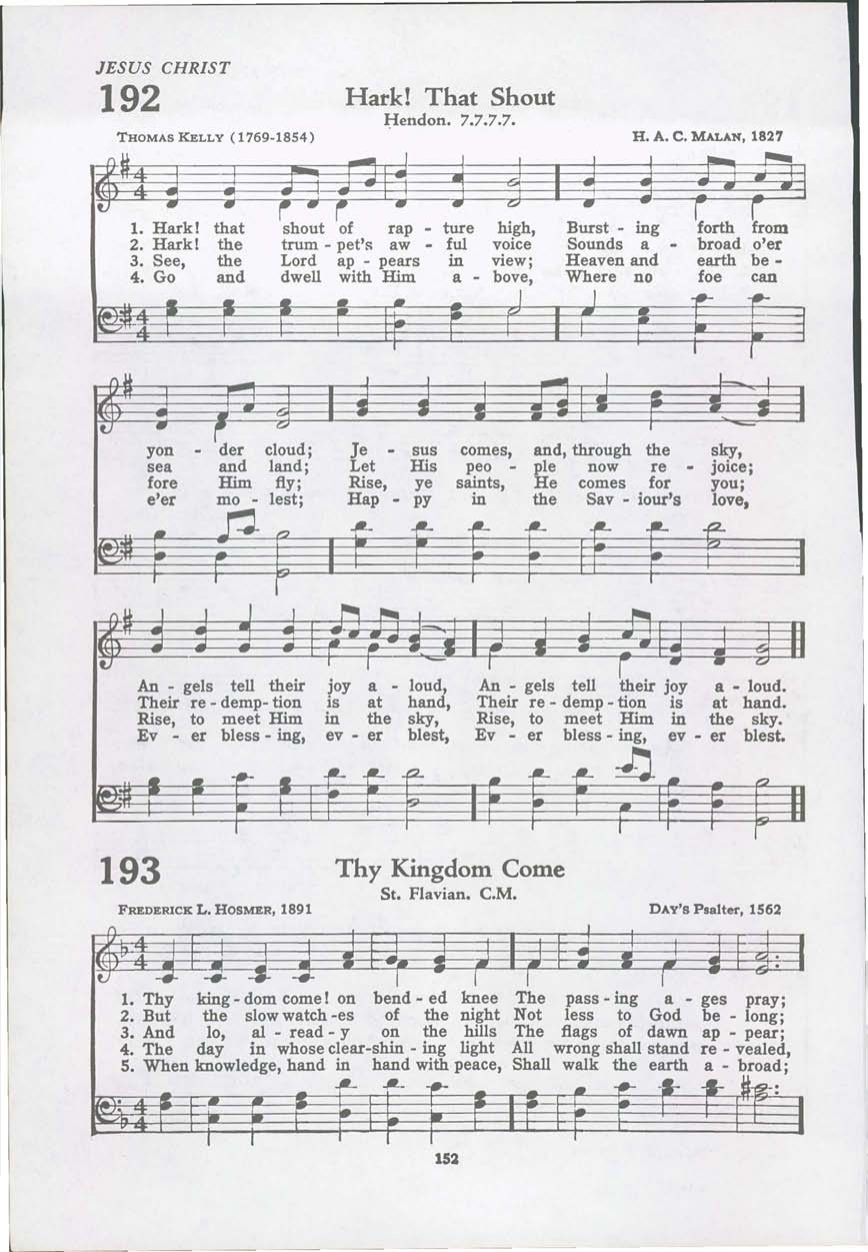 JESUS CHRIST
192
Hark! That Shout
Hendon. 7.7.7.7.
THOMAS KELLY (1769-1854)
H. A. C. MALAN, 1827
4
4
1. Hark! that shout of rap - ture high, Burst - ing forth from
2. Hark! the trum - pet's aw - ful voice Sounds a - broad o'er
3. See, the Lord ap - pears in view; Heaven and earth be -
4. Go and dwell with Him a - bove, Where no foe can
4
4
yon - der cloud; Je - sus comes, and, through the sky,
sea and land; Let His peo - ple now re - joice;
fore Him fly; Rise, ye saints, He comes for you;
e'er mo - lest; Hap - py in the Sav - iour's love,
An - gels tell their joy a - loud, An - gels tell their joy a - loud.
Their re - demp - tion is at hand, Their re - demp - tion is at hand.
Rise, to meet Him in the sky, Rise, to meet Him in the sky.
Ev - er bless - ing, ev - er blest, Ev - er bless - ing, ev - er blest.
193
Thy Kingdom Come
St. Flavian. C.M.
FREDERICK L. HOSMER, 1891
DAY'S Psalter, 1562
4
4
1. Thy king - dom come! on bend - ed knee The pass - ing a - ges pray;
2. But the slow watch - es of the night Not less to God be - long;
3. And lo, al - read - y on the hills The flags of dawn ap - pear;
4. The day in whose clear-shin - ing light All wrong shall stand re - vealed,
5. When knowledge, hand in hand with peace, Shall walk the earth a - broad;
4
4
152